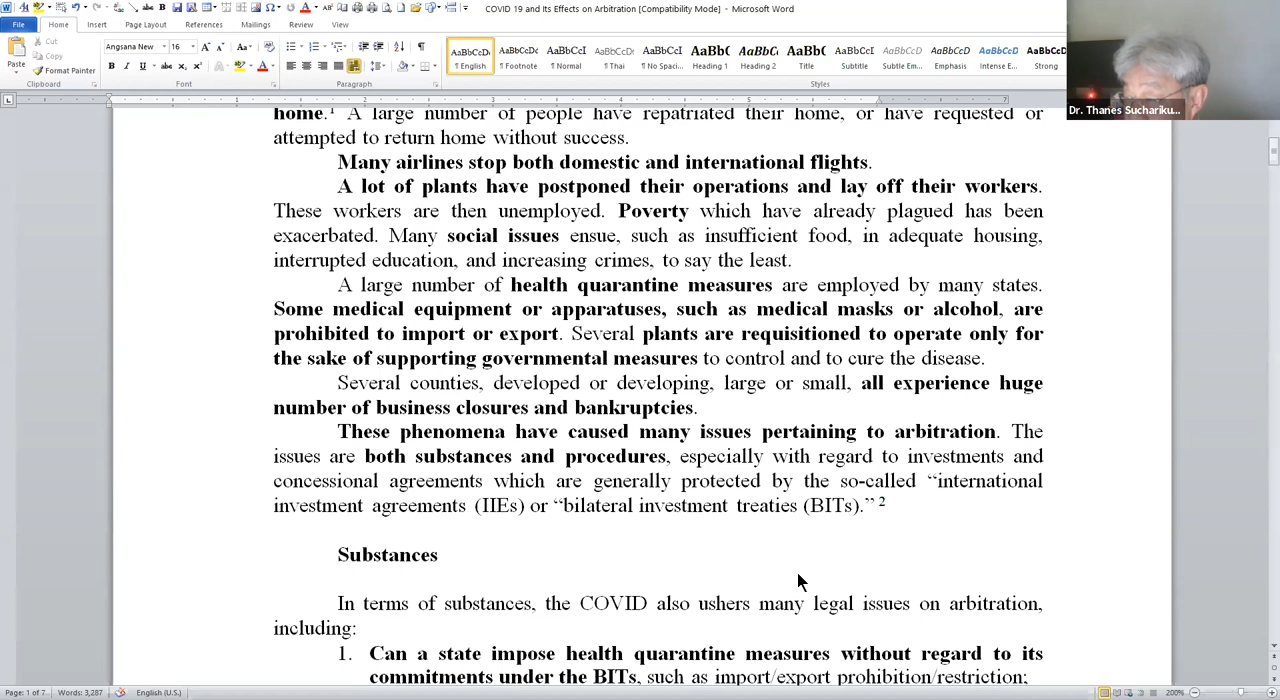 COVID 19 and Its Effects on Arbitration [Compatibility Mode] - Microsoft Word
File Home Insert Page Layout References Mailings Review View
Cut
Copy
Format Painter
Paste
Angsana New 16
AaBbCcDi AaBbCcDc AaBbCcI AaBbCcDc AaBbCcI AaBbC AaBbC AaBbC AaBbCcI AaBbCcD AaBbCcD AaBbCcD AaBbCcD
¶ English ¶ Footnote ¶ Normal ¶ Thai ¶ No Spaci... Heading 1 Heading 2 Title Subtitle Subtle Em... Emphasis Intense E... Strong
Clipboard Font Paragraph Styles
Dr. Thanes Suchariku...
home.1 A large number of people have repatriated their home, or have requested or
attempted to return home without success.
Many airlines stop both domestic and international flights.
A lot of plants have postponed their operations and lay off their workers.
These workers are then unemployed. Poverty which have already plagued has been
exacerbated. Many social issues ensue, such as insufficient food, in adequate housing,
interrupted education, and increasing crimes, to say the least.
A large number of health quarantine measures are employed by many states.
Some medical equipment or apparatuses, such as medical masks or alcohol, are
prohibited to import or export. Several plants are requisitioned to operate only for
the sake of supporting governmental measures to control and to cure the disease.
Several counties, developed or developing, large or small, all experience huge
number of business closures and bankruptcies.
These phenomena have caused many issues pertaining to arbitration. The
issues are both substances and procedures, especially with regard to investments and
concessional agreements which are generally protected by the so-called “international
investment agreements (IIEs) or “bilateral investment treaties (BITs).” 2
Substances
In terms of substances, the COVID also ushers many legal issues on arbitration,
including:
1. Can a state impose health quarantine measures without regard to its
commitments under the BITs, such as import/export prohibition/restriction;
Page: 1 of 7 Words: 3,287 English (U.S.) 200%